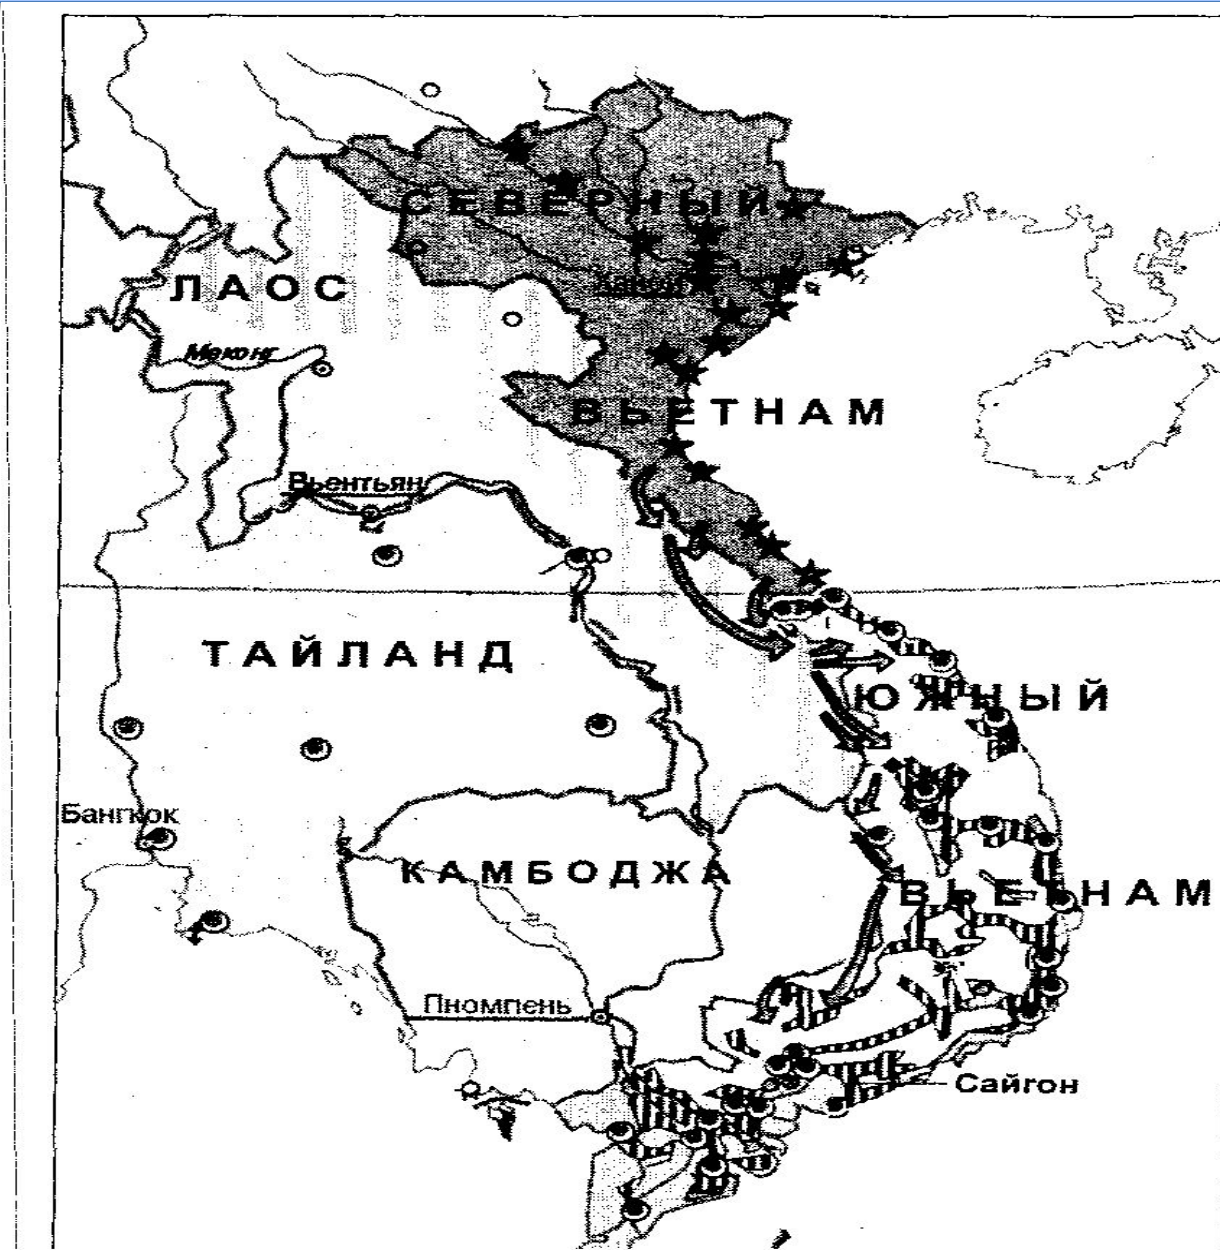 СЕВЕРНЫЙ
Ханой
ЛАОС
Меконг
ВЬЕТНАМ
Вьентьян
ТАЙЛАНД
ЮЖНЫЙ
Бангкок
КАМБОДЖА
ВЬЕТНАМ
Пномпень
Сайгон